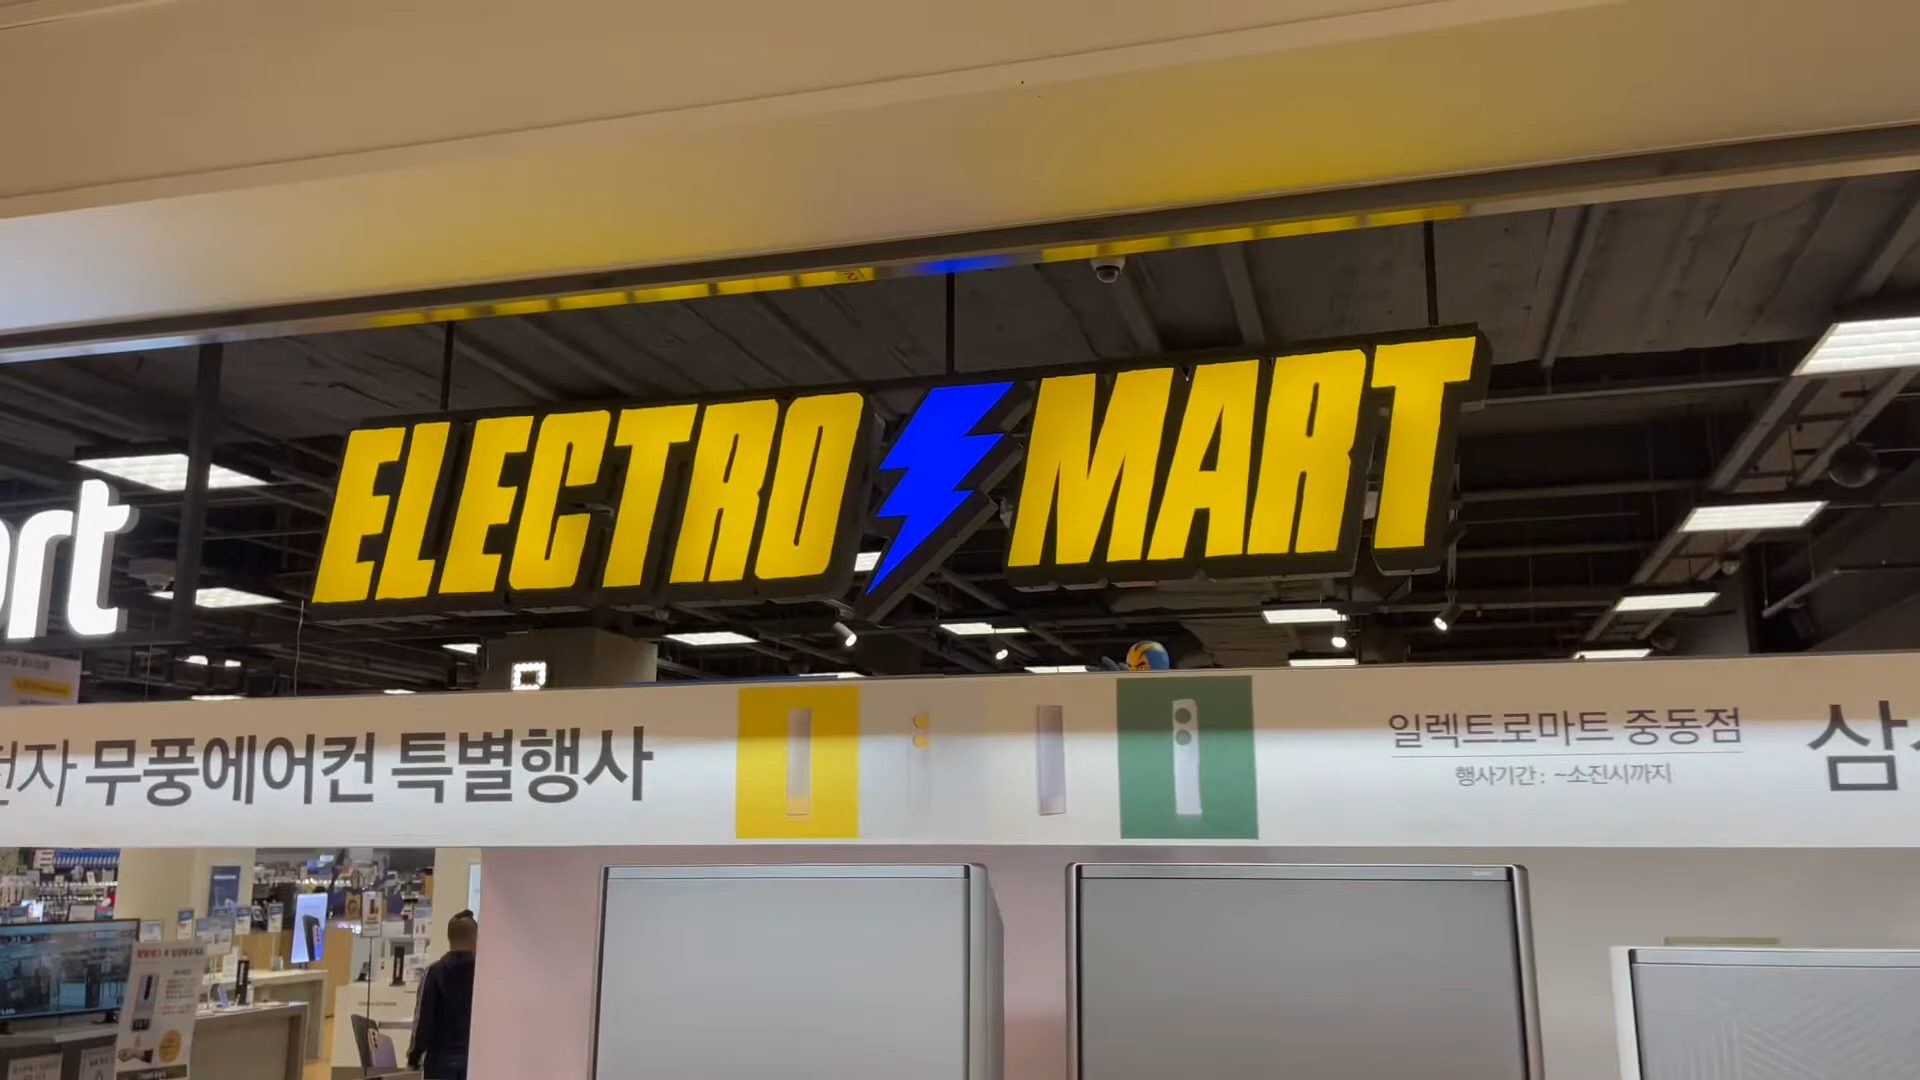 ELECTRO MART
ort
전자 무풍에어컨 특별행사
일렉트로마트 중동점
행사기간 : ~소진시까지
삼